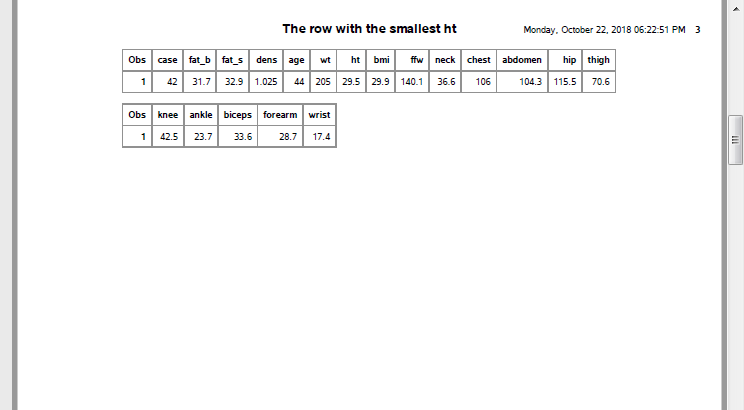 The row with the smallest ht Monday, October 22, 2018 06:22:51 PM 3
Obs case fat_b fat_s dens age wt ht bmi ffw neck chest abdomen hip thigh
1 42 31.7 32.9 1.025 44 205 29.5 29.9 140.1 36.6 106 104.3 115.5 70.6
Obs knee ankle biceps forearm wrist
1 42.5 23.7 33.6 28.7 17.4